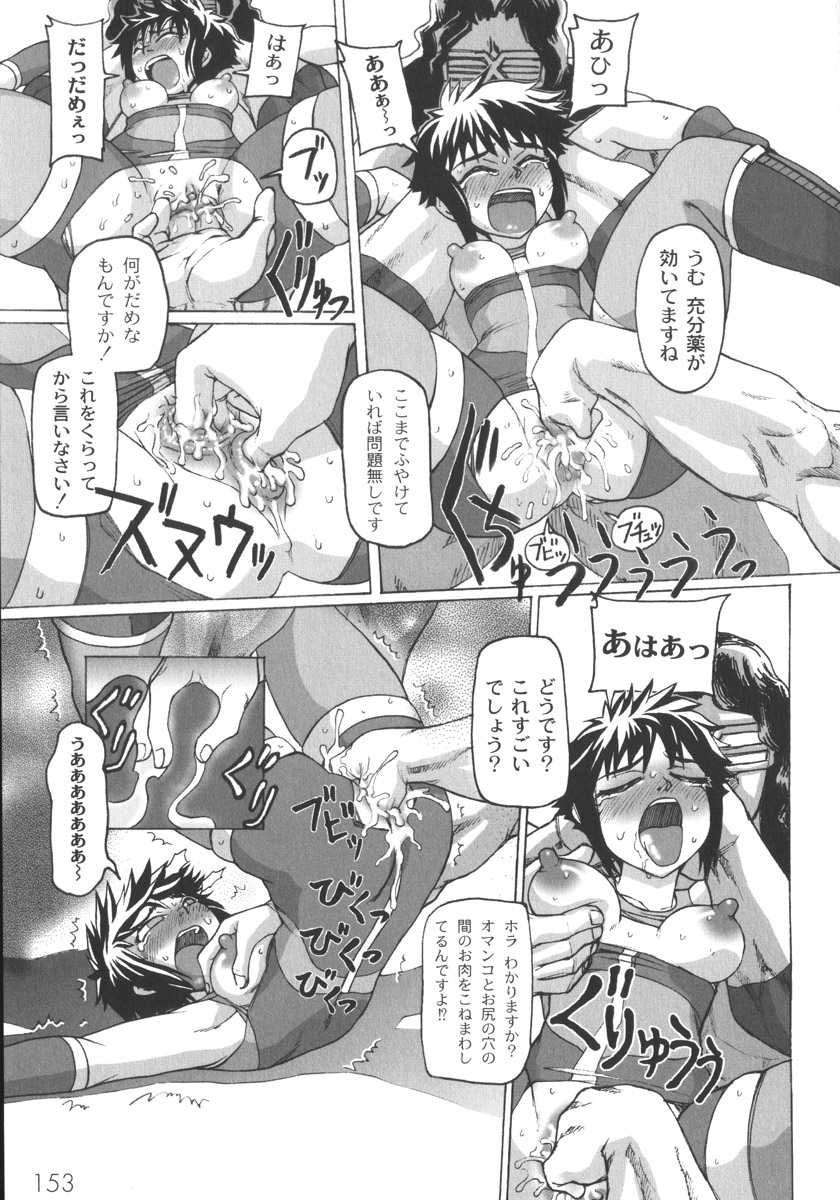 あひっ
あああ～っ
うむ 充分薬が
効いてますね
ここまでふやけて
いれば問題無しです
くちゅうううううっ
ブチュッ
ブピッ
はあっ
だっだめぇっ
ブッ
ぐりゅっ
何がだめな
もんですか！
これをくらって
から言いなさい！
ズヌウッ
あはあっ
どうです？
これすごい
でしょう？
ホラ わかりますか？
オマンコとお尻の穴の
間のお肉をこねまわし
てるんですよ!?
ぐりゅうぅ
ぐり
ぐり
うああああああ～
ブビッ
びくっ
びくっ
びくっ
153